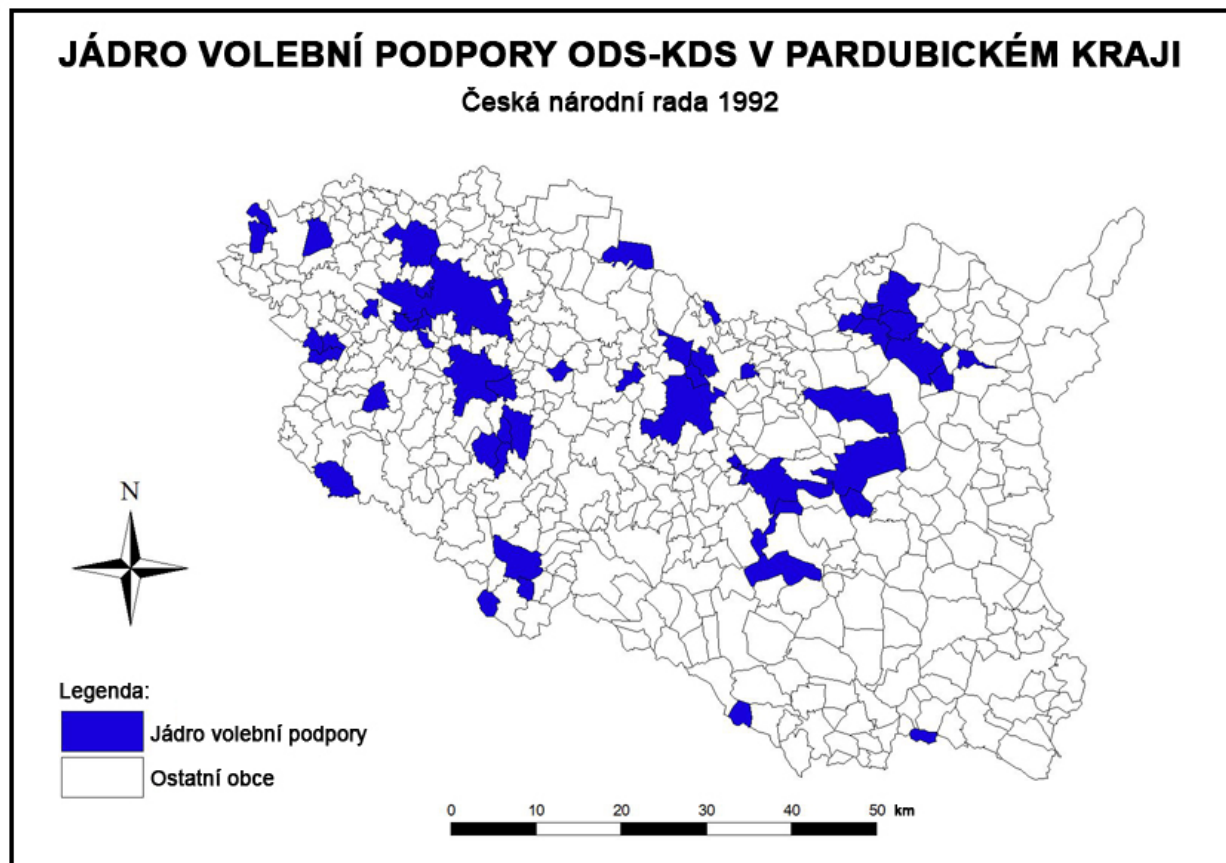 JÁDRO VOLEBNÍ PODPORY ODS-KDS V PARDUBICKÉM KRAJI
Česká národní rada 1992
N
Legenda:
Jádro volební podpory
Ostatní obce
0 10 20 30 40 50 km